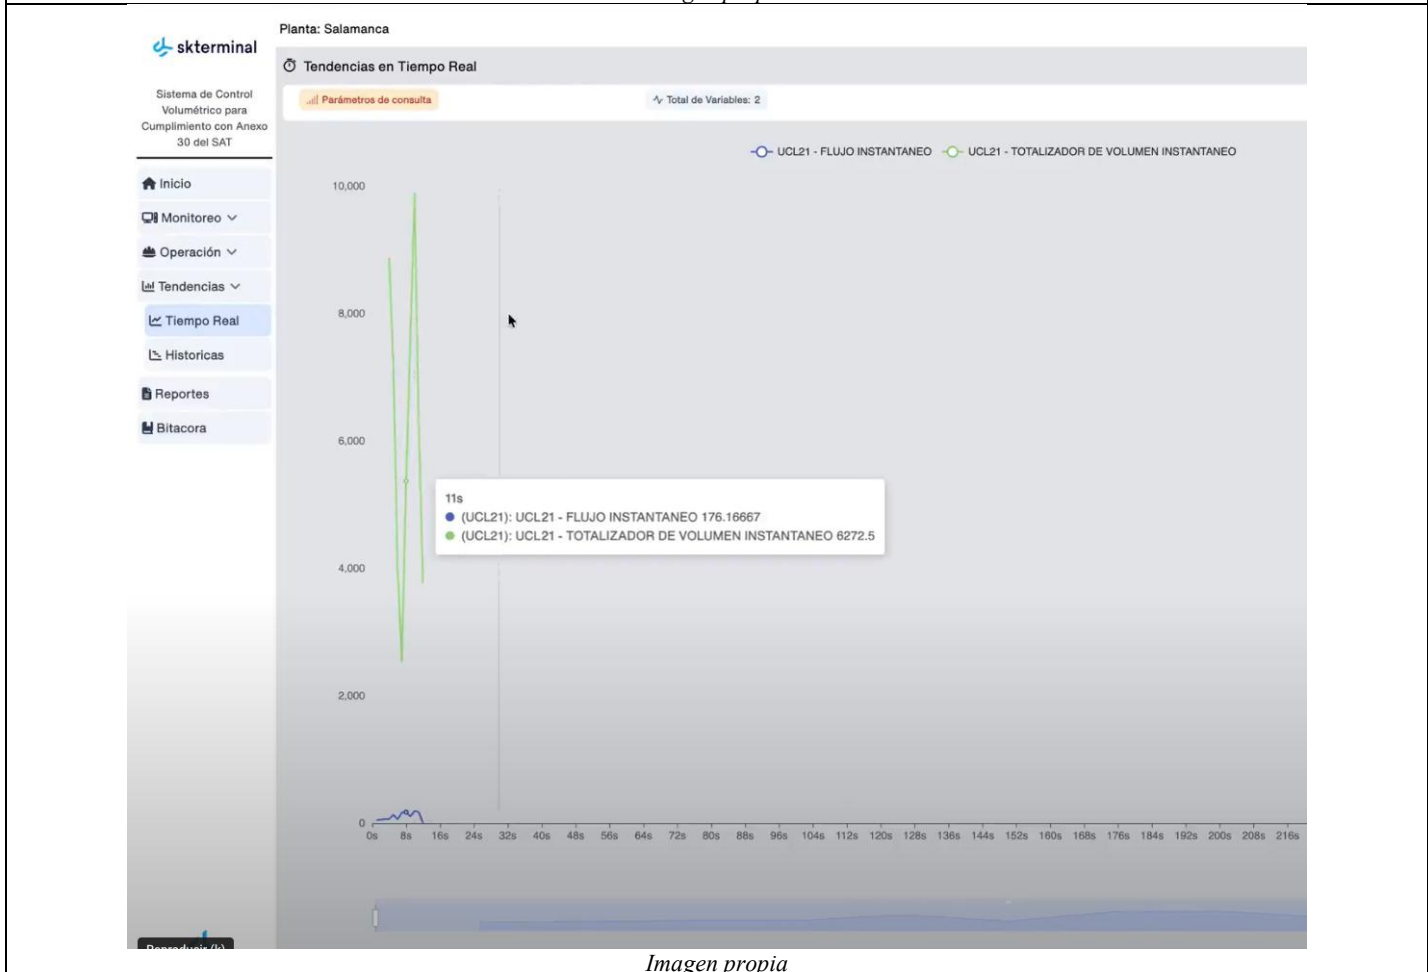 skterminal
Sistema de Control
Volumétrico para
Cumplimiento con Anexo
30 del SAT
Inicio
Monitoreo
Operación
Tendencias
Tiempo Real
Historicas
Reportes
Bitacora
Planta: Salamanca
Tendencias en Tiempo Real
Parámetros de consulta
Total de Variables: 2
UCL21 - FLUJO INSTANTANEO UCL21 - TOTALIZADOR DE VOLUMEN INSTANTANEO
10,000
8,000
6,000
4,000
2,000
0
11s
(UCL21): UCL21 - FLUJO INSTANTANEO 176.16667
(UCL21): UCL21 - TOTALIZADOR DE VOLUMEN INSTANTANEO 6272.5
0s 8s 16s 24s 32s 40s 48s 56s 64s 72s 80s 88s 96s 104s 112s 120s 128s 136s 144s 152s 160s 168s 176s 184s 192s 200s 208s 216s
Imagen propia